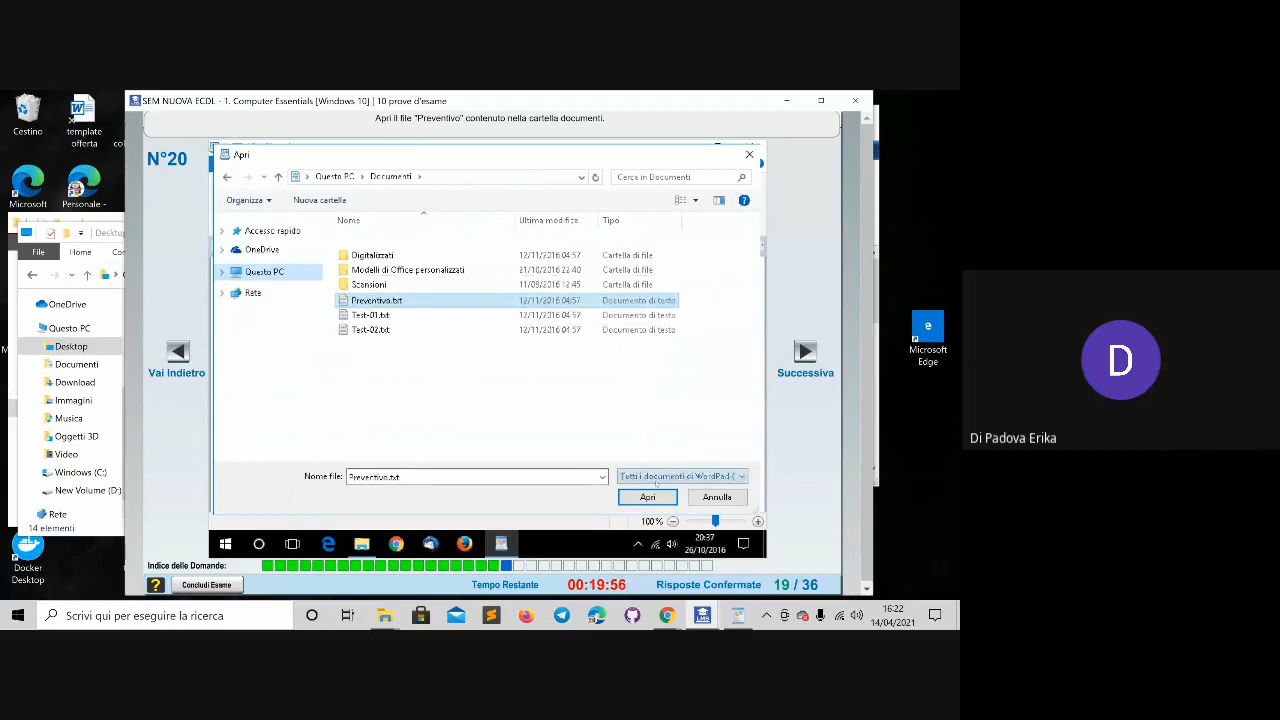 Cestino
template
offerta
col
Microsoft
Personale -
SEM NUOVA ECDL - 1. Computer Essentials [Windows 10] | 10 prove d'esame
Apri il file "Preventivo" contenuto nella cartella documenti.
N°20
Apri
Questo PC > Documenti >
Cerca in Documenti
Organizza
Nuova cartella
Nome
Ultima modifica
Tipo
Accesso rapido
OneDrive
Questo PC
Rete
Digitalizzati 12/11/2016 04:57 Cartella di file
Modelli di Office personalizzati 21/10/2016 22:40 Cartella di file
Scansioni 11/09/2016 12:45 Cartella di file
Preventivo.txt 12/11/2016 04:57 Documento di testo
Test-01.txt 12/11/2016 04:57 Documento di testo
Test-02.txt 12/11/2016 04:57 Documento di testo
Nome file: Preventivo.txt
Tutti i documenti di WordPad (
Apri
Annulla
100%
20:37
26/10/2016
Vai Indietro
Successiva
Indice delle Domande:
Concludi Esame
Tempo Restante 00:19:56
Risposte Confermate 19 / 36
Desktop
File
Home
OneDrive
Questo PC
Desktop
Documenti
Download
Immagini
Musica
Oggetti 3D
Video
Windows (C:)
New Volume (D:)
Rete
14 elementi
Docker
Desktop
Microsoft
Edge
Scrivi qui per eseguire la ricerca
LMS
16:22
14/04/2021
D
Di Padova Erika